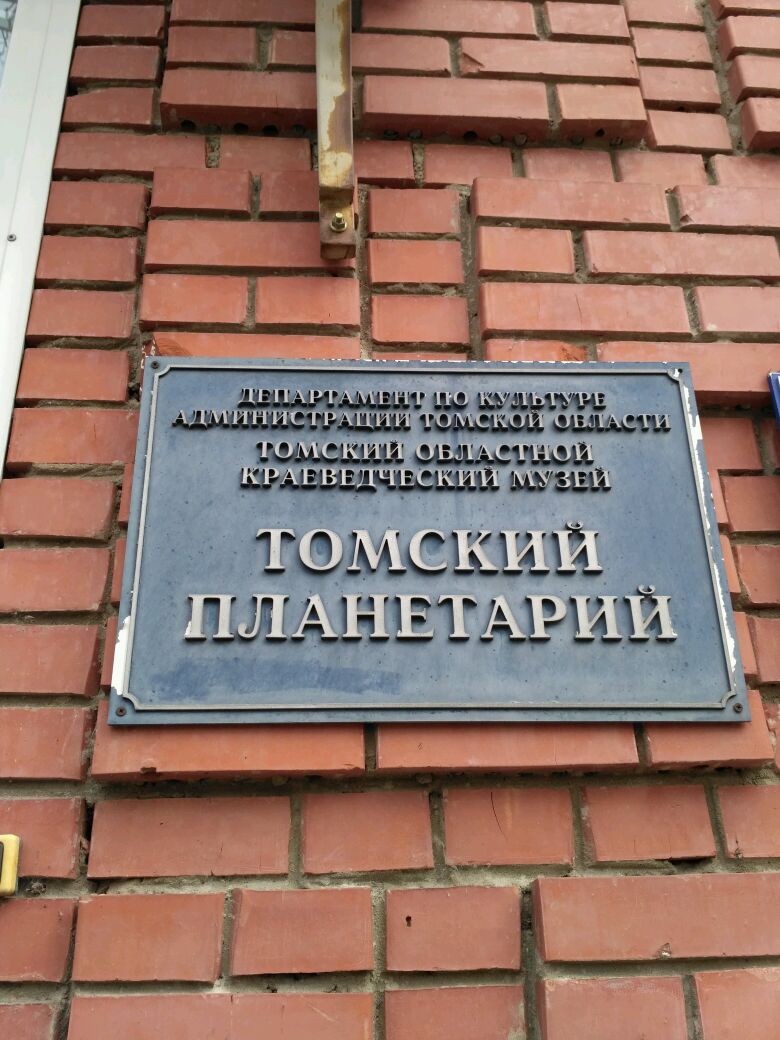 ДЕПАРТАМЕНТ ПО КУЛЬТУРЕ
АДМИНИСТРАЦИИ ТОМСКОЙ ОБЛАСТИ
ТОМСКИЙ ОБЛАСТНОЙ
КРАЕВЕДЧЕСКИЙ МУЗЕЙ
ТОМСКИЙ
ПЛАНЕТАРИЙ